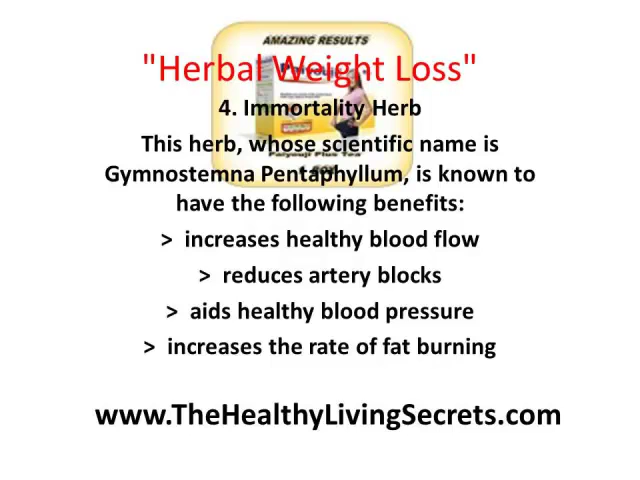 AMAZING RESULTS
"Herbal Weight Loss"
4. Immortality Herb
This herb, whose scientific name is
Gymnostemna Pentaphyllum, is known to
have the following benefits:
> increases healthy blood flow
> reduces artery blocks
> aids healthy blood pressure
> increases the rate of fat burning
www.TheHealthyLivingSecrets.com